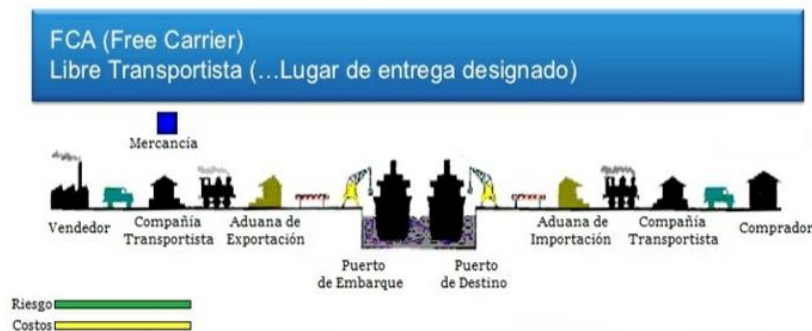 FCA (Free Carrier)
Libre Transportista (...Lugar de entrega designado)
Mercancía
Vendedor
Compañía
Transportista
Aduana de
Exportación
Puerto
de Embarque
Puerto
de Destino
Aduana de
Importación
Compañía
Transportista
Comprador
Riesgo
Costos